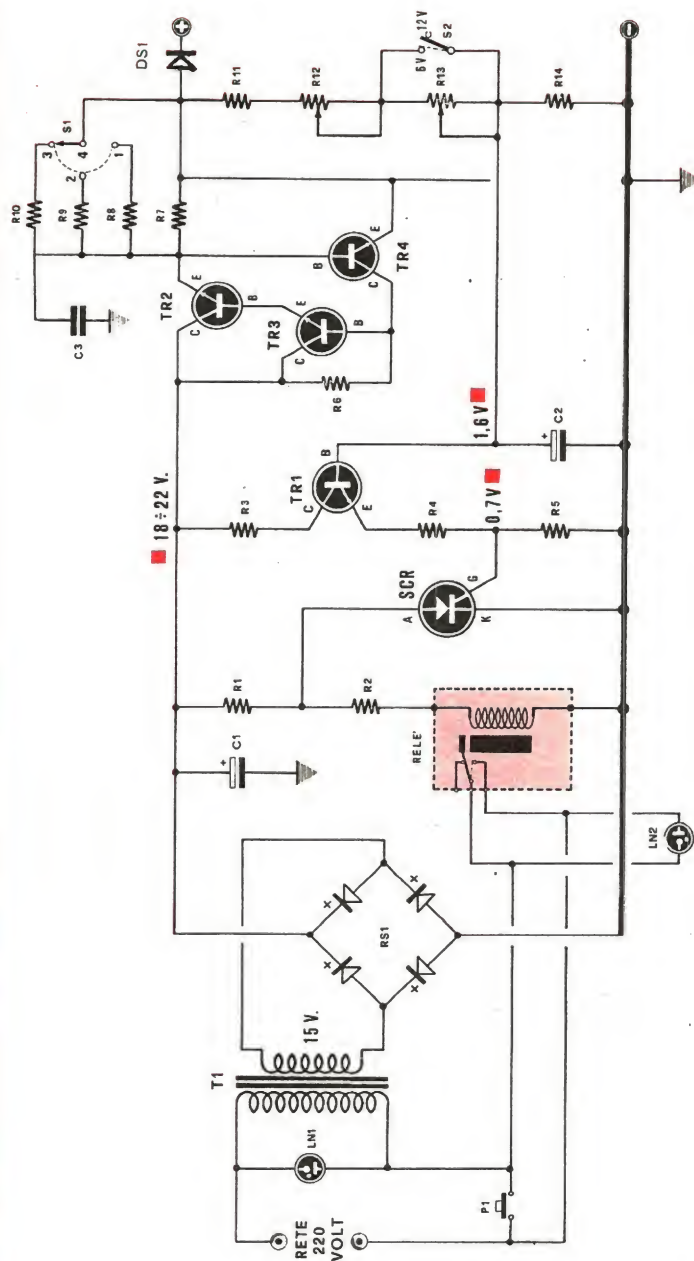 RETE
220
VOLT
P1
LN1
T1
15 V.
RS1
x
x
x
x
LN2
C1
+
RELE'
R1
R2
18÷22 V.
SCR
A
G
K
R3
TR1
C
B
E
R4
0,7V
R5
1,6V
C2
+
R6
TR3
C
E
B
TR2
C
E
B
TR4
B
E
C
C3
R10
R9
R8
R7
S1
3
4
2
1
DS1
+
R11
R12
R13
6V
C
12V
S2
R14
-